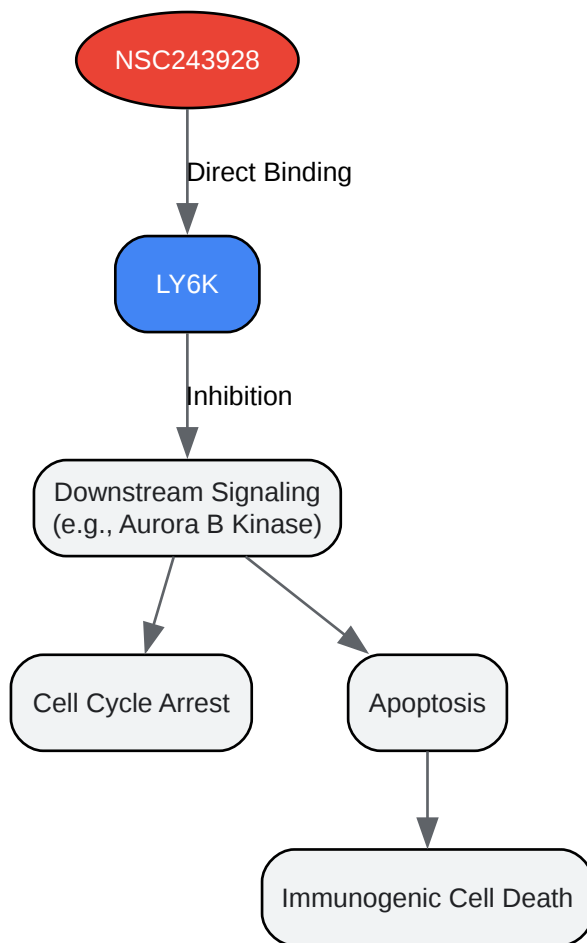 NSC243928
Direct Binding
LY6K
Inhibition
Downstream Signaling
(e.g., Aurora B Kinase)
Cell Cycle Arrest
Apoptosis
Immunogenic Cell Death